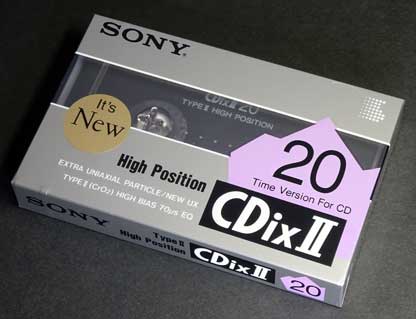 SONY
CDix II 20
TYPE II HIGH POSITION
It's
New
20
Time Version For CD
High Position
EXTRA UNIAXIAL PARTICLE/NEW UX
TYPE II (CrO2) HIGH BIAS 70μs EQ
CDix II
SONY
Type II
High Position
CDix II
20